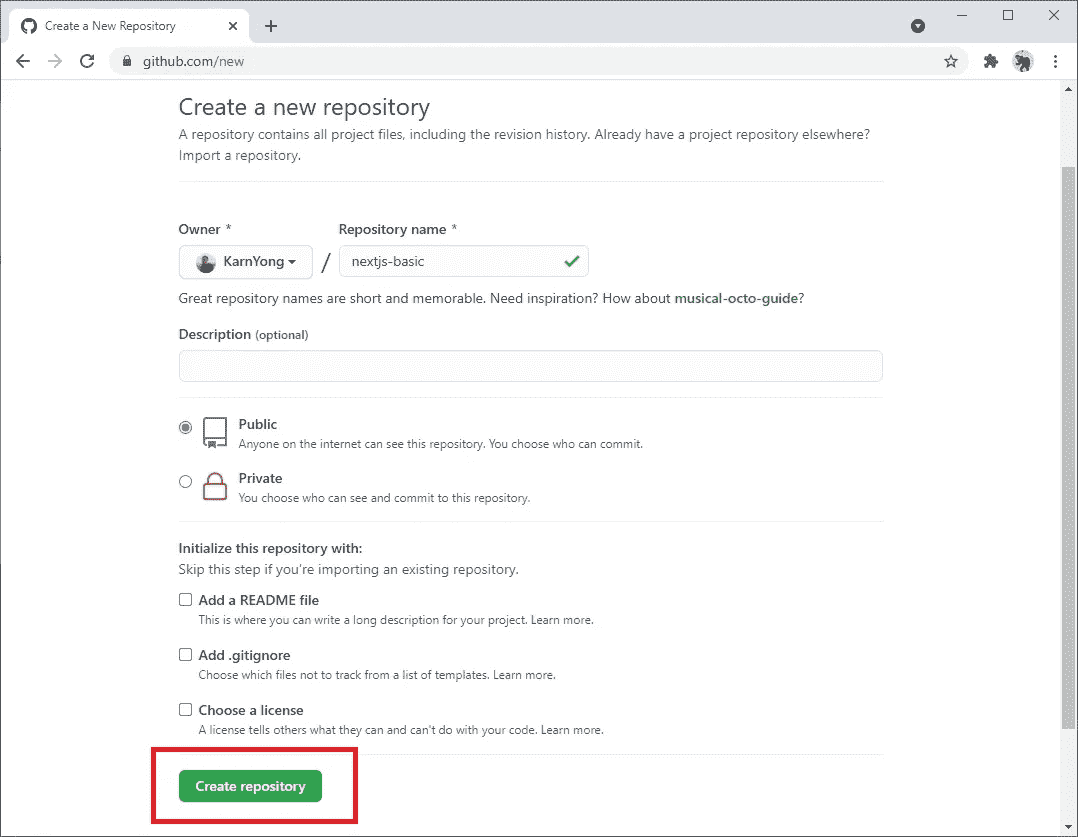 Create a New Repository
github.com/new
Create a new repository
A repository contains all project files, including the revision history. Already have a project repository elsewhere?
Import a repository.
Owner * Repository name *
KarnYong / nextjs-basic
Great repository names are short and memorable. Need inspiration? How about musical-octo-guide?
Description (optional)
Public
Anyone on the internet can see this repository. You choose who can commit.
Private
You choose who can see and commit to this repository.
Initialize this repository with:
Skip this step if you're importing an existing repository.
Add a README file
This is where you can write a long description for your project. Learn more.
Add .gitignore
Choose which files not to track from a list of templates. Learn more.
Choose a license
A license tells others what they can and can't do with your code. Learn more.
Create repository